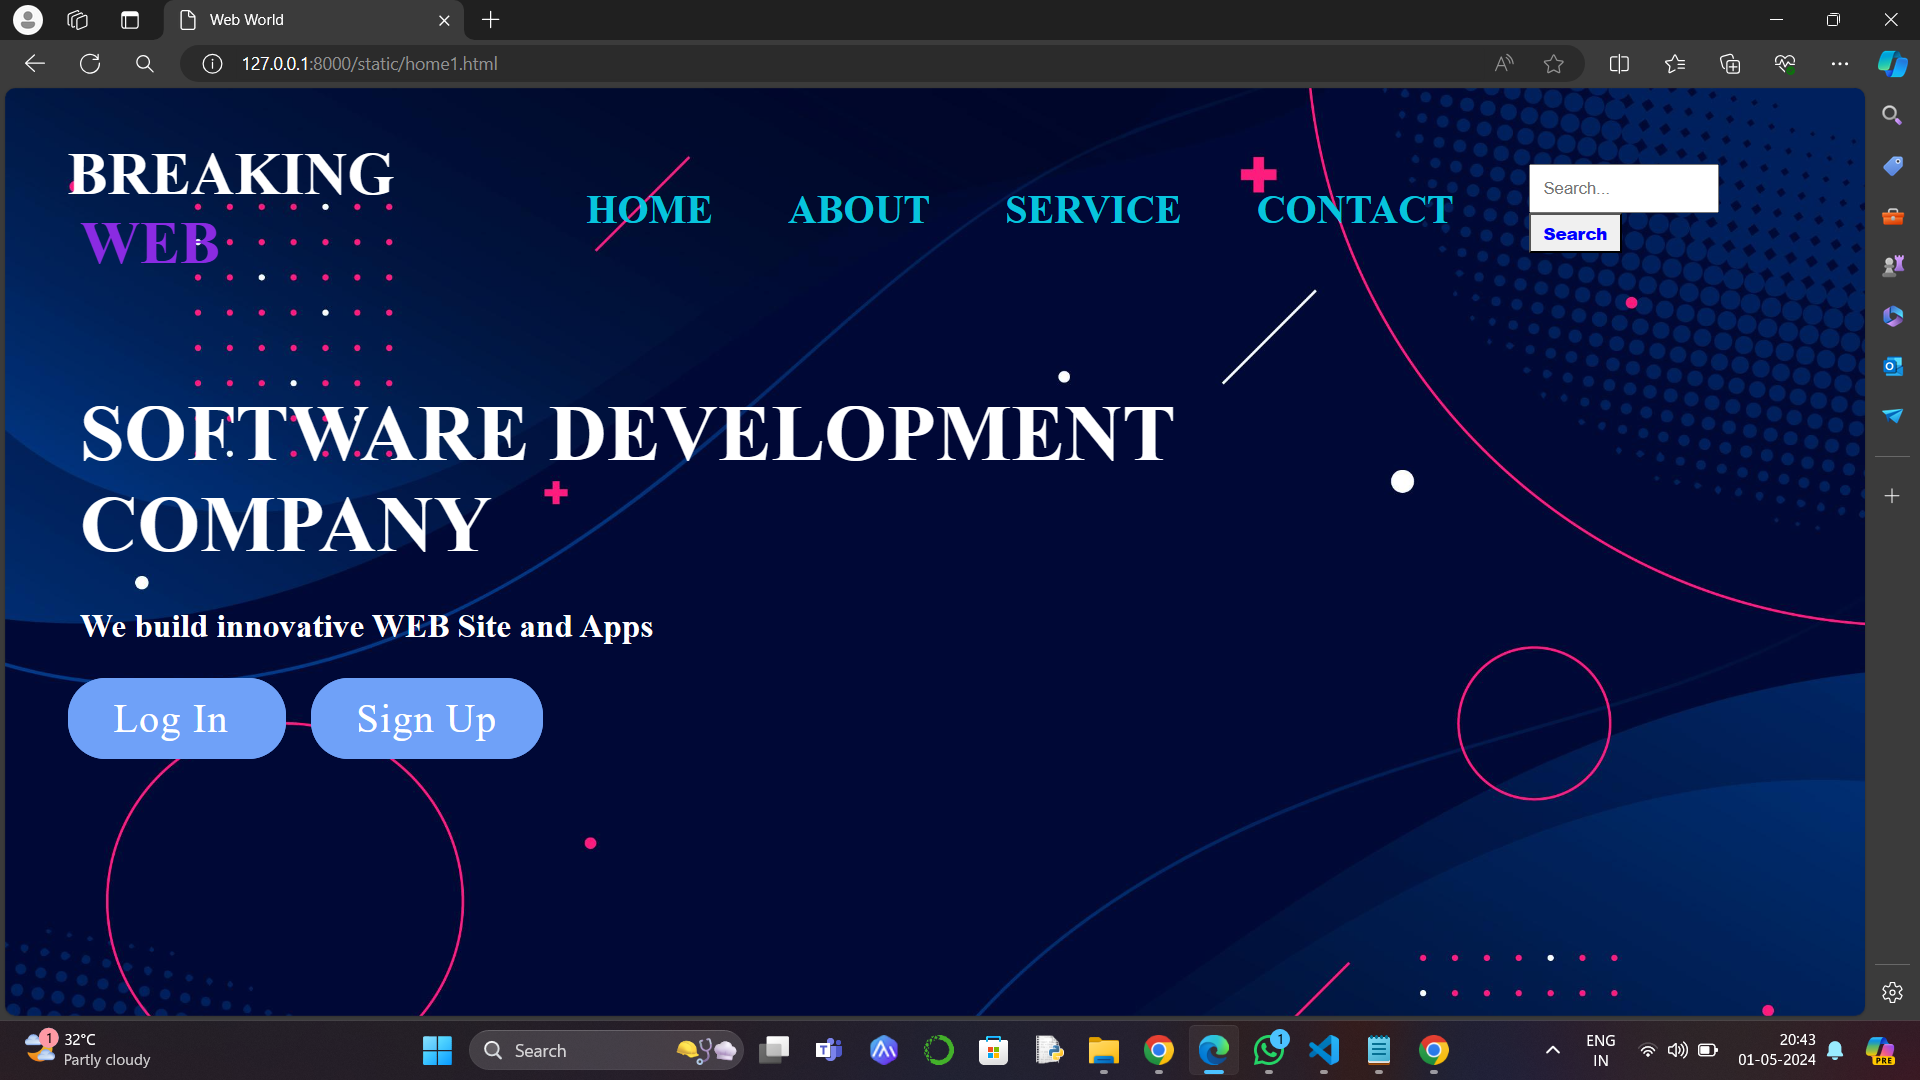 Web World
127.0.0.1:8000/static/home1.html
BREAKING
WEB
HOME ABOUT SERVICE CONTACT
Search...
Search
SOFTWARE DEVELOPMENT
COMPANY
We build innovative WEB Site and Apps
Log In Sign Up
1
32°C
Partly cloudy
Search
1
ENG
IN
20:43
01-05-2024
PRE